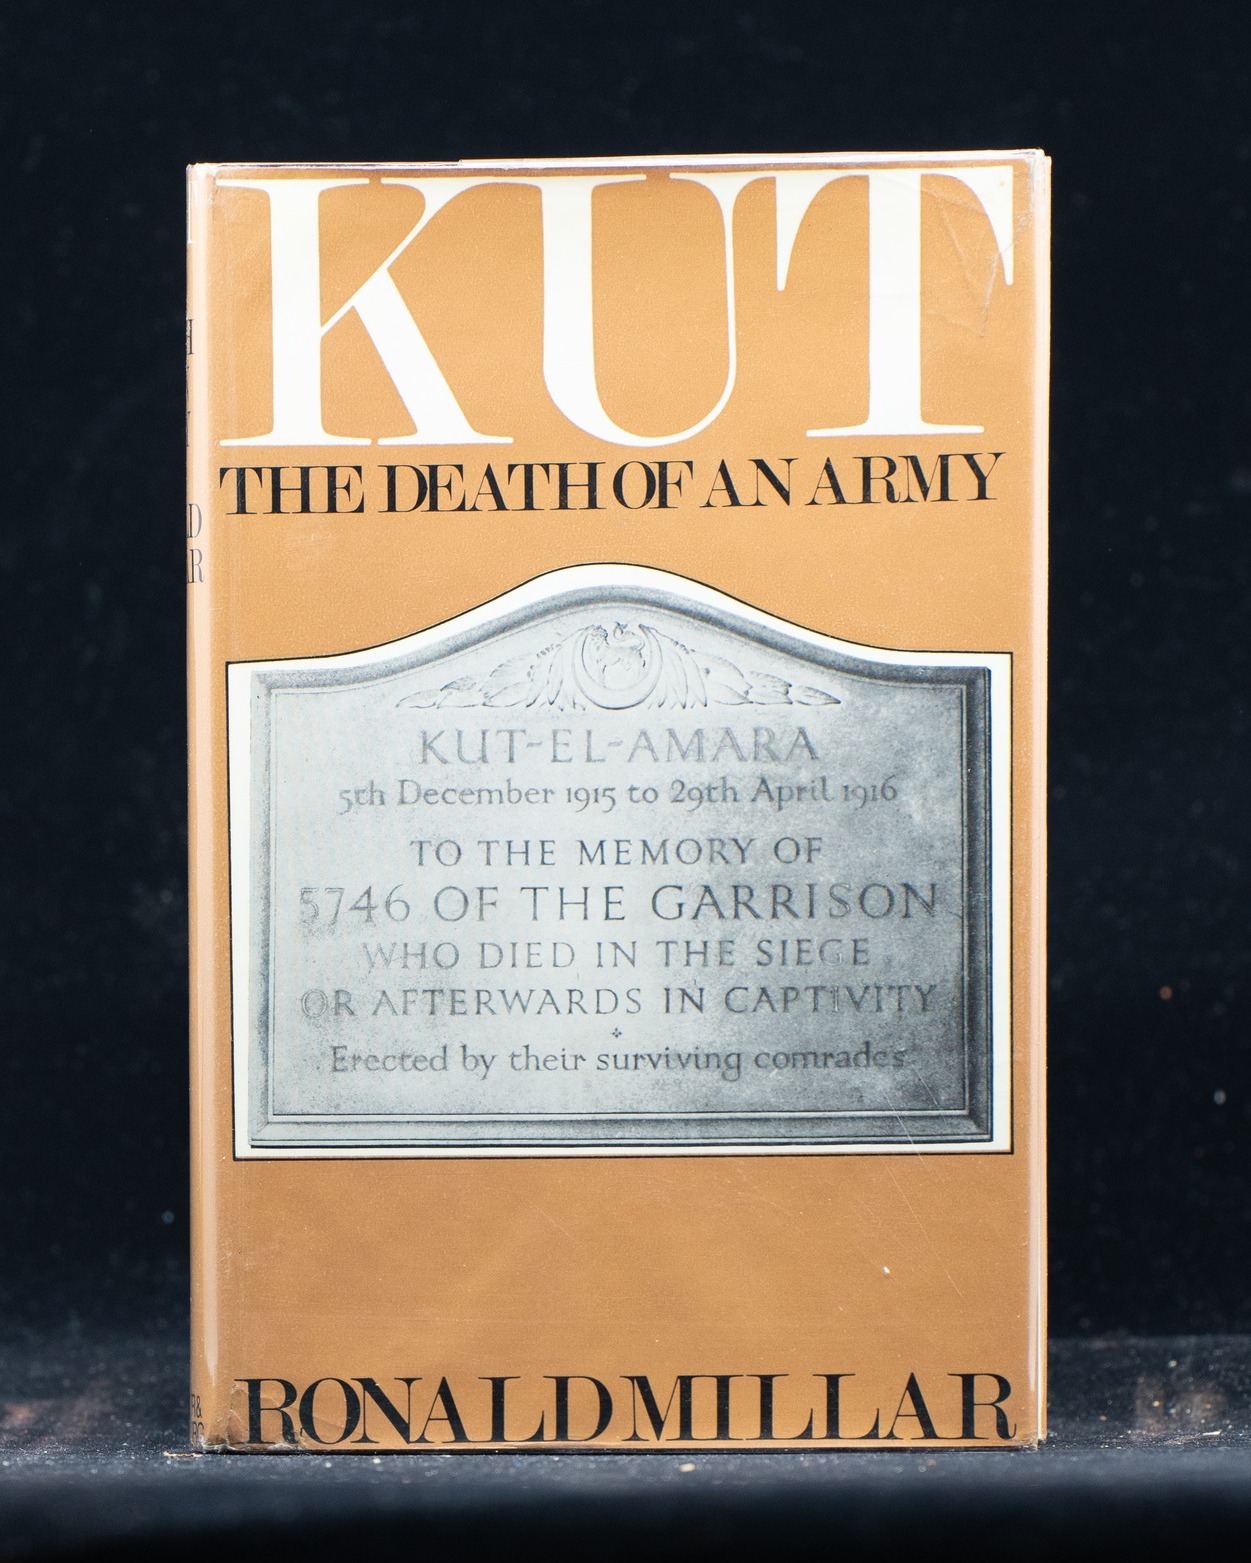 KUT
THE DEATH OF AN ARMY
KUT-EL-AMARA
5th December 1915 to 29th April 1916
TO THE MEMORY OF
5746 OF THE GARRISON
WHO DIED IN THE SIEGE
OR AFTERWARDS IN CAPTIVITY
Erected by their surviving comrades
RONALD MILLAR